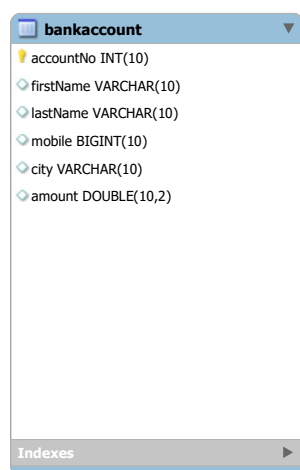 bankaccount
accountNo INT(10)
firstName VARCHAR(10)
lastName VARCHAR(10)
mobile BIGINT(10)
city VARCHAR(10)
amount DOUBLE(10,2)
Indexes